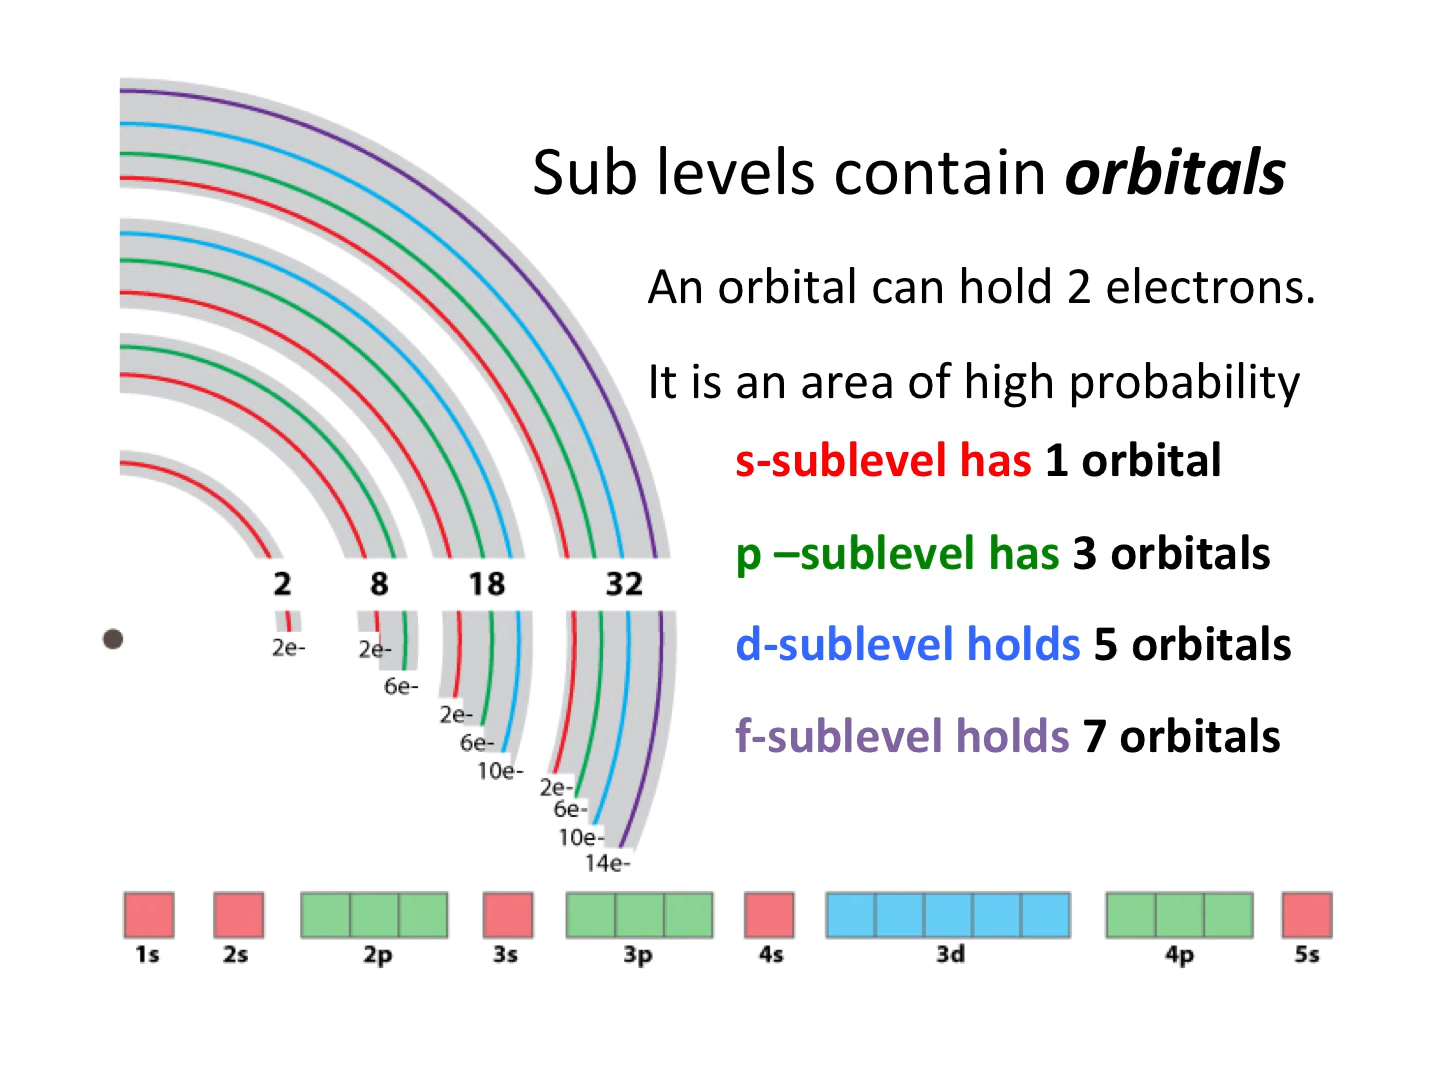 Sub levels contain orbitals
An orbital can hold 2 electrons.
It is an area of high probability
s-sublevel has 1 orbital
p –sublevel has 3 orbitals
d-sublevel holds 5 orbitals
f-sublevel holds 7 orbitals
2 8 18 32
2e-
2e-
6e-
2e-
6e-
10e-
2e-
6e-
10e-
14e-
1s 2s 2p 3s 3p 4s 3d 4p 5s